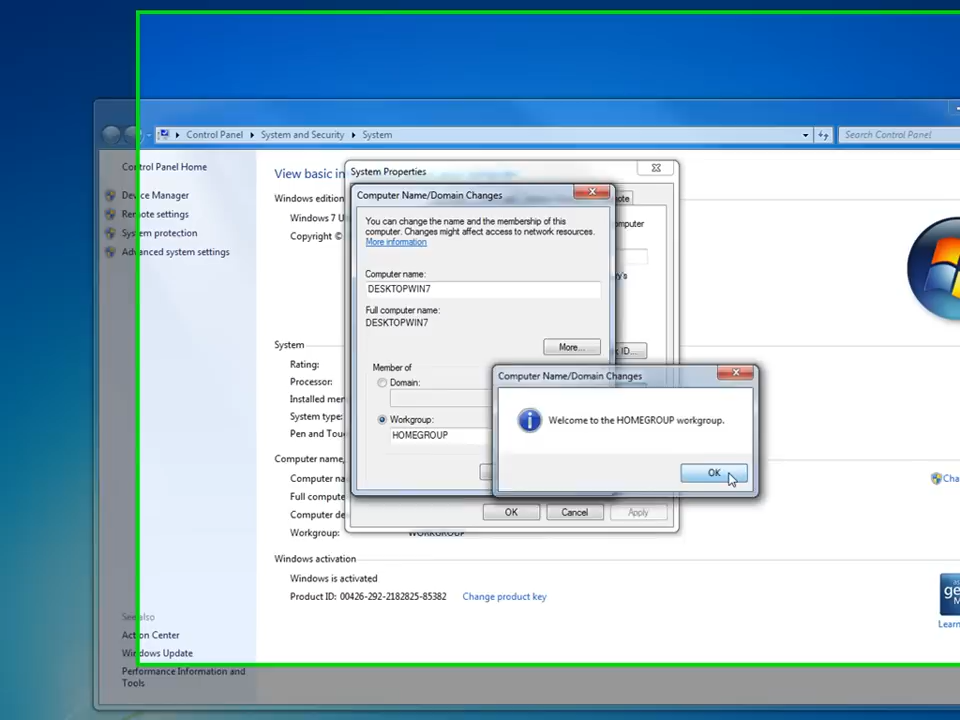 Control Panel
System and Security
System
Search Control Panel
Control Panel Home
Device Manager
Remote settings
System protection
Advanced system settings
See also
Action Center
Windows Update
Performance Information and
Tools
View basic in
Windows edition
Windows 7 U
Copyright ©
System
Rating:
Processor:
Installed mem
System type:
Pen and Touc
Computer name,
Computer na
Full compute
Computer de
Workgroup:
WORKGROUP
Windows activation
Windows is activated
Product ID: 00426-292-2182825-85382
Change product key
System Properties
OK
Cancel
Apply
Computer Name/Domain Changes
You can change the name and the membership of this
computer. Changes might affect access to network resources.
More information
Computer name:
DESKTOPWIN7
Full computer name:
DESKTOPWIN7
More...
Member of
Domain:
Workgroup:
HOMEGROUP
omputer
ID...
Computer Name/Domain Changes
Welcome to the HOMEGROUP workgroup.
OK
Cha
ge
Learn